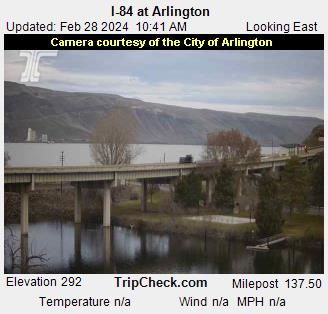 I-84 at Arlington
Updated: Feb 28 2024 10:41 AM Looking East
Camera courtesy of the City of Arlington
Elevation 292 TripCheck.com Milepost 137.50
Temperature n/a Wind n/a MPH n/a